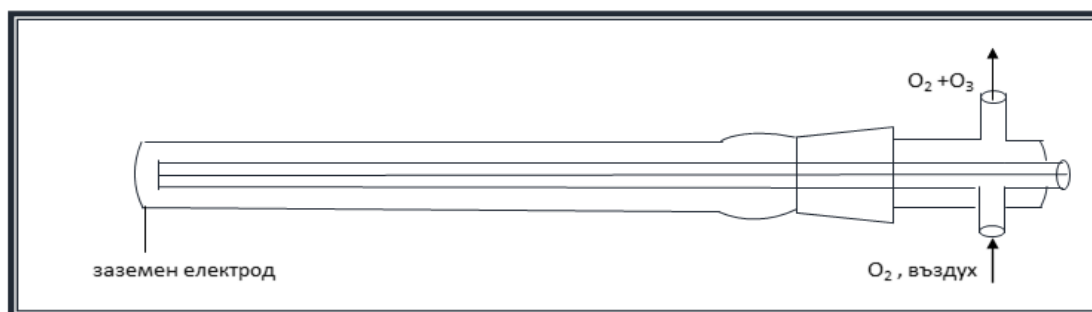 O₂ +O₃
заземен електрод
O₂ , въздух